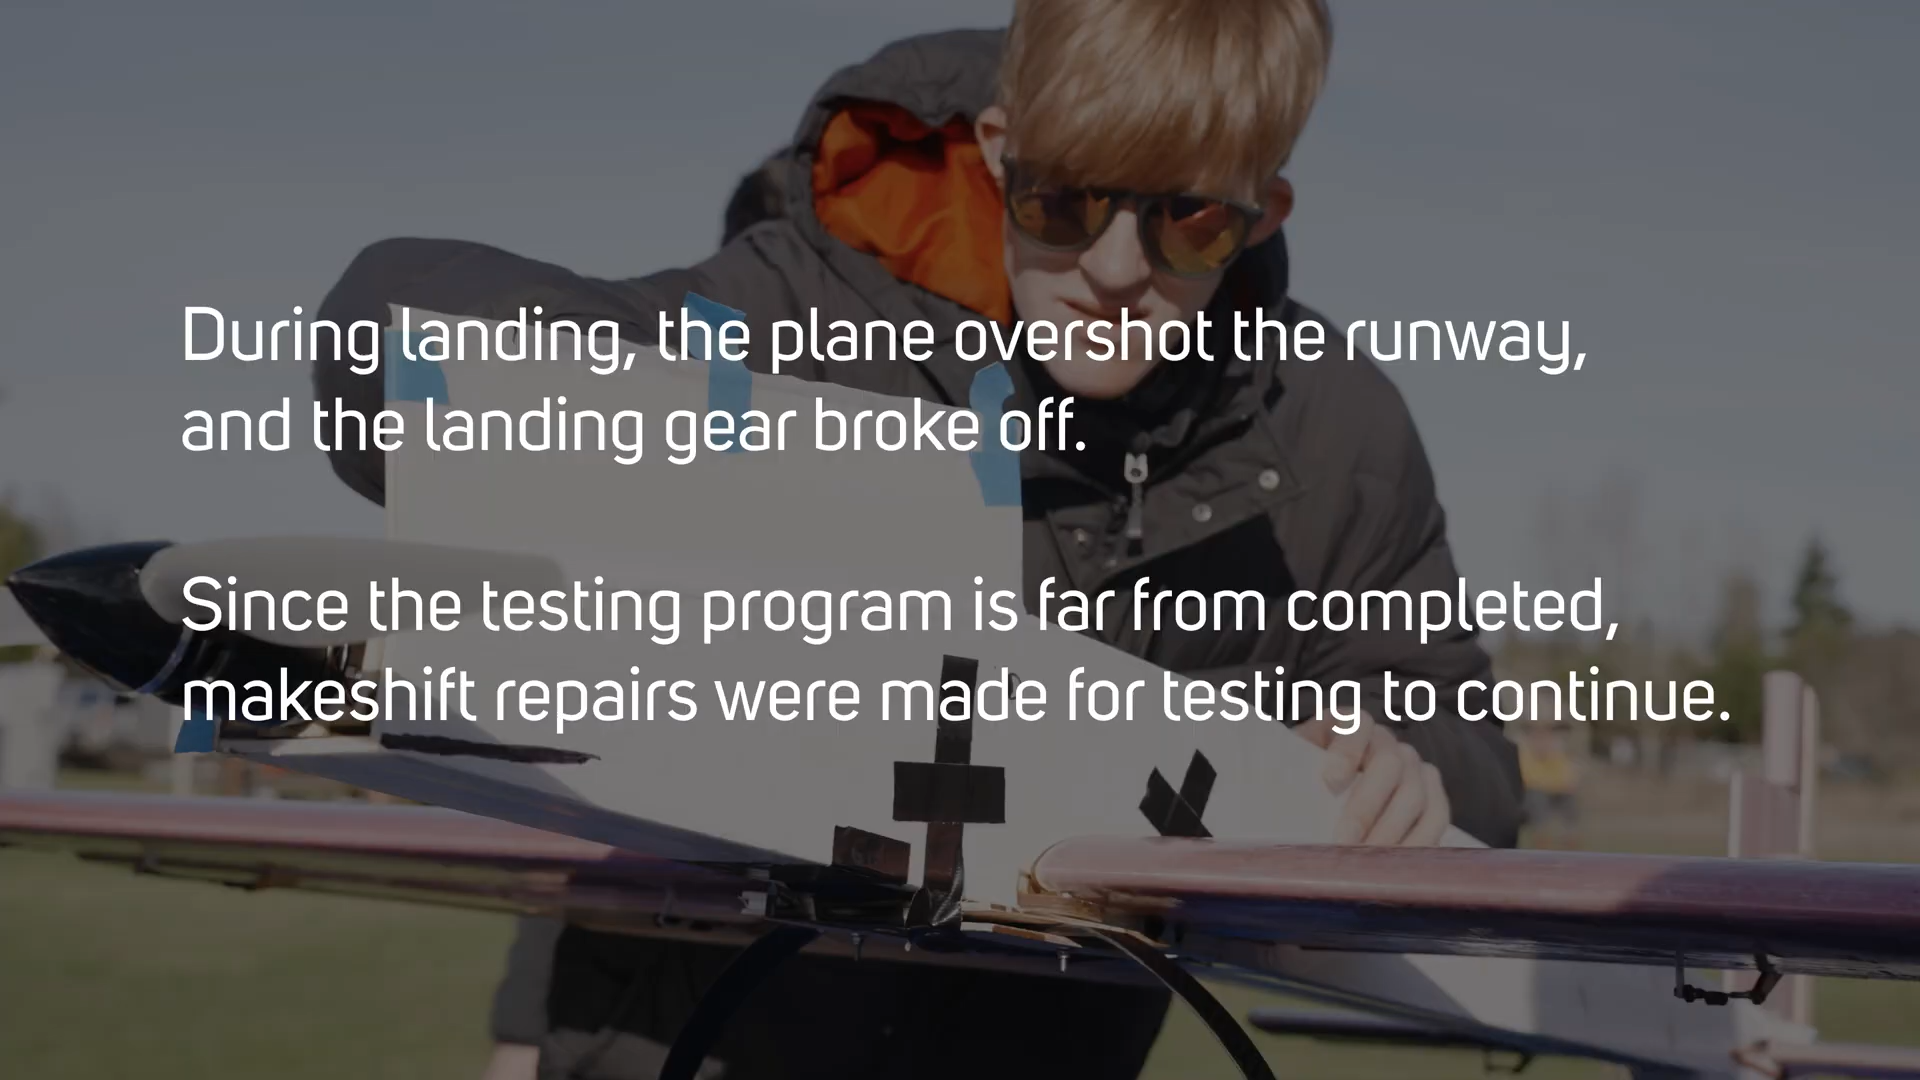 During landing, the plane overshot the runway,
and the landing gear broke off.
Since the testing program is far from completed,
makeshift repairs were made for testing to continue.